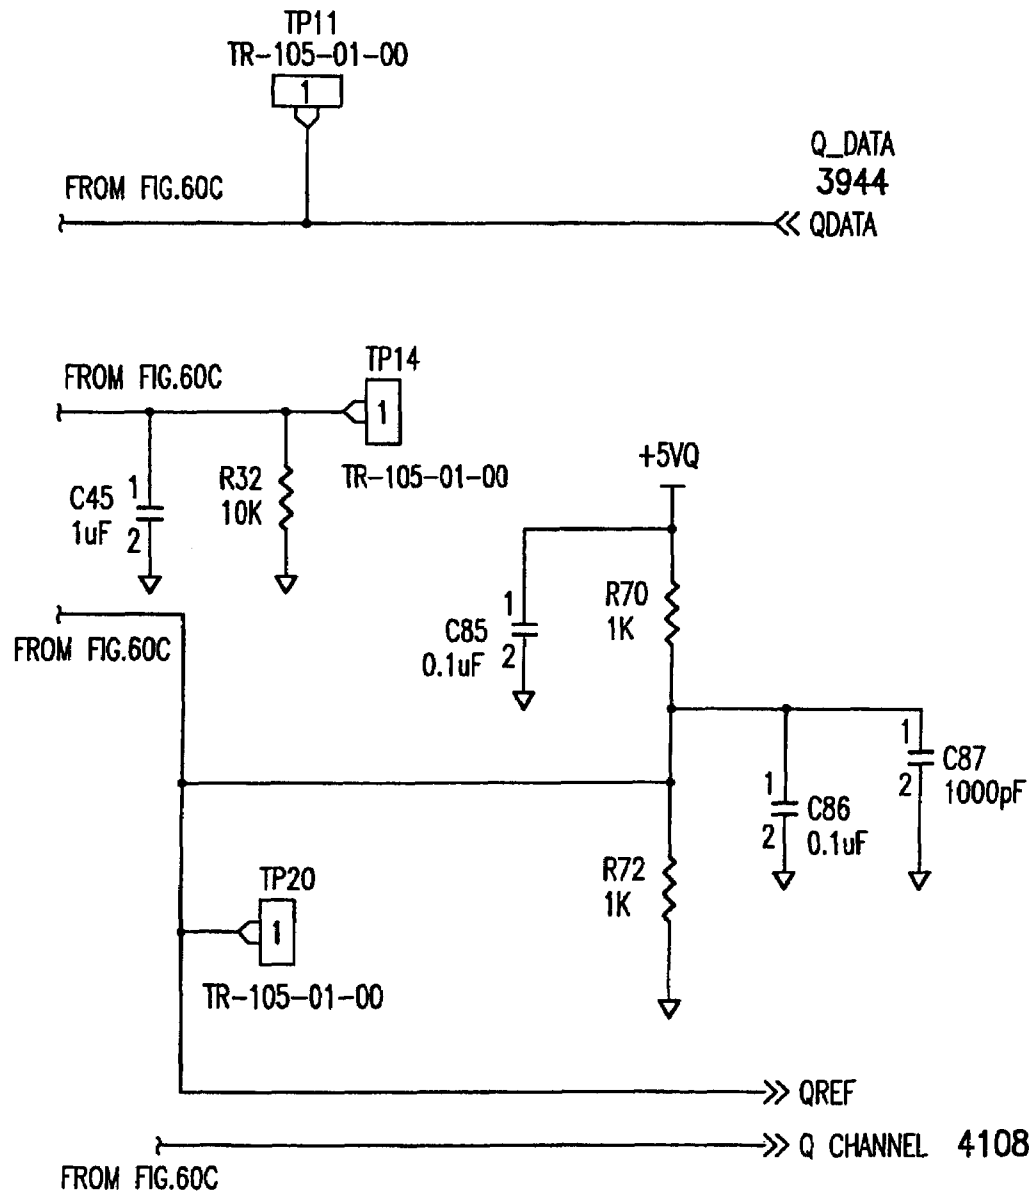 TP11
TR-105-01-00
1
Q_DATA
3944
FROM FIG.60C
QDATA
FROM FIG.60C
TP14
1
TR-105-01-00
C45
1uF
1
2
R32
10K
+5VQ
FROM FIG.60C
C85
0.1uF
1
2
R70
1K
1
2
C87
1000pF
1
2
C86
0.1uF
R72
1K
TP20
1
TR-105-01-00
QREF
Q CHANNEL 4108
FROM FIG.60C